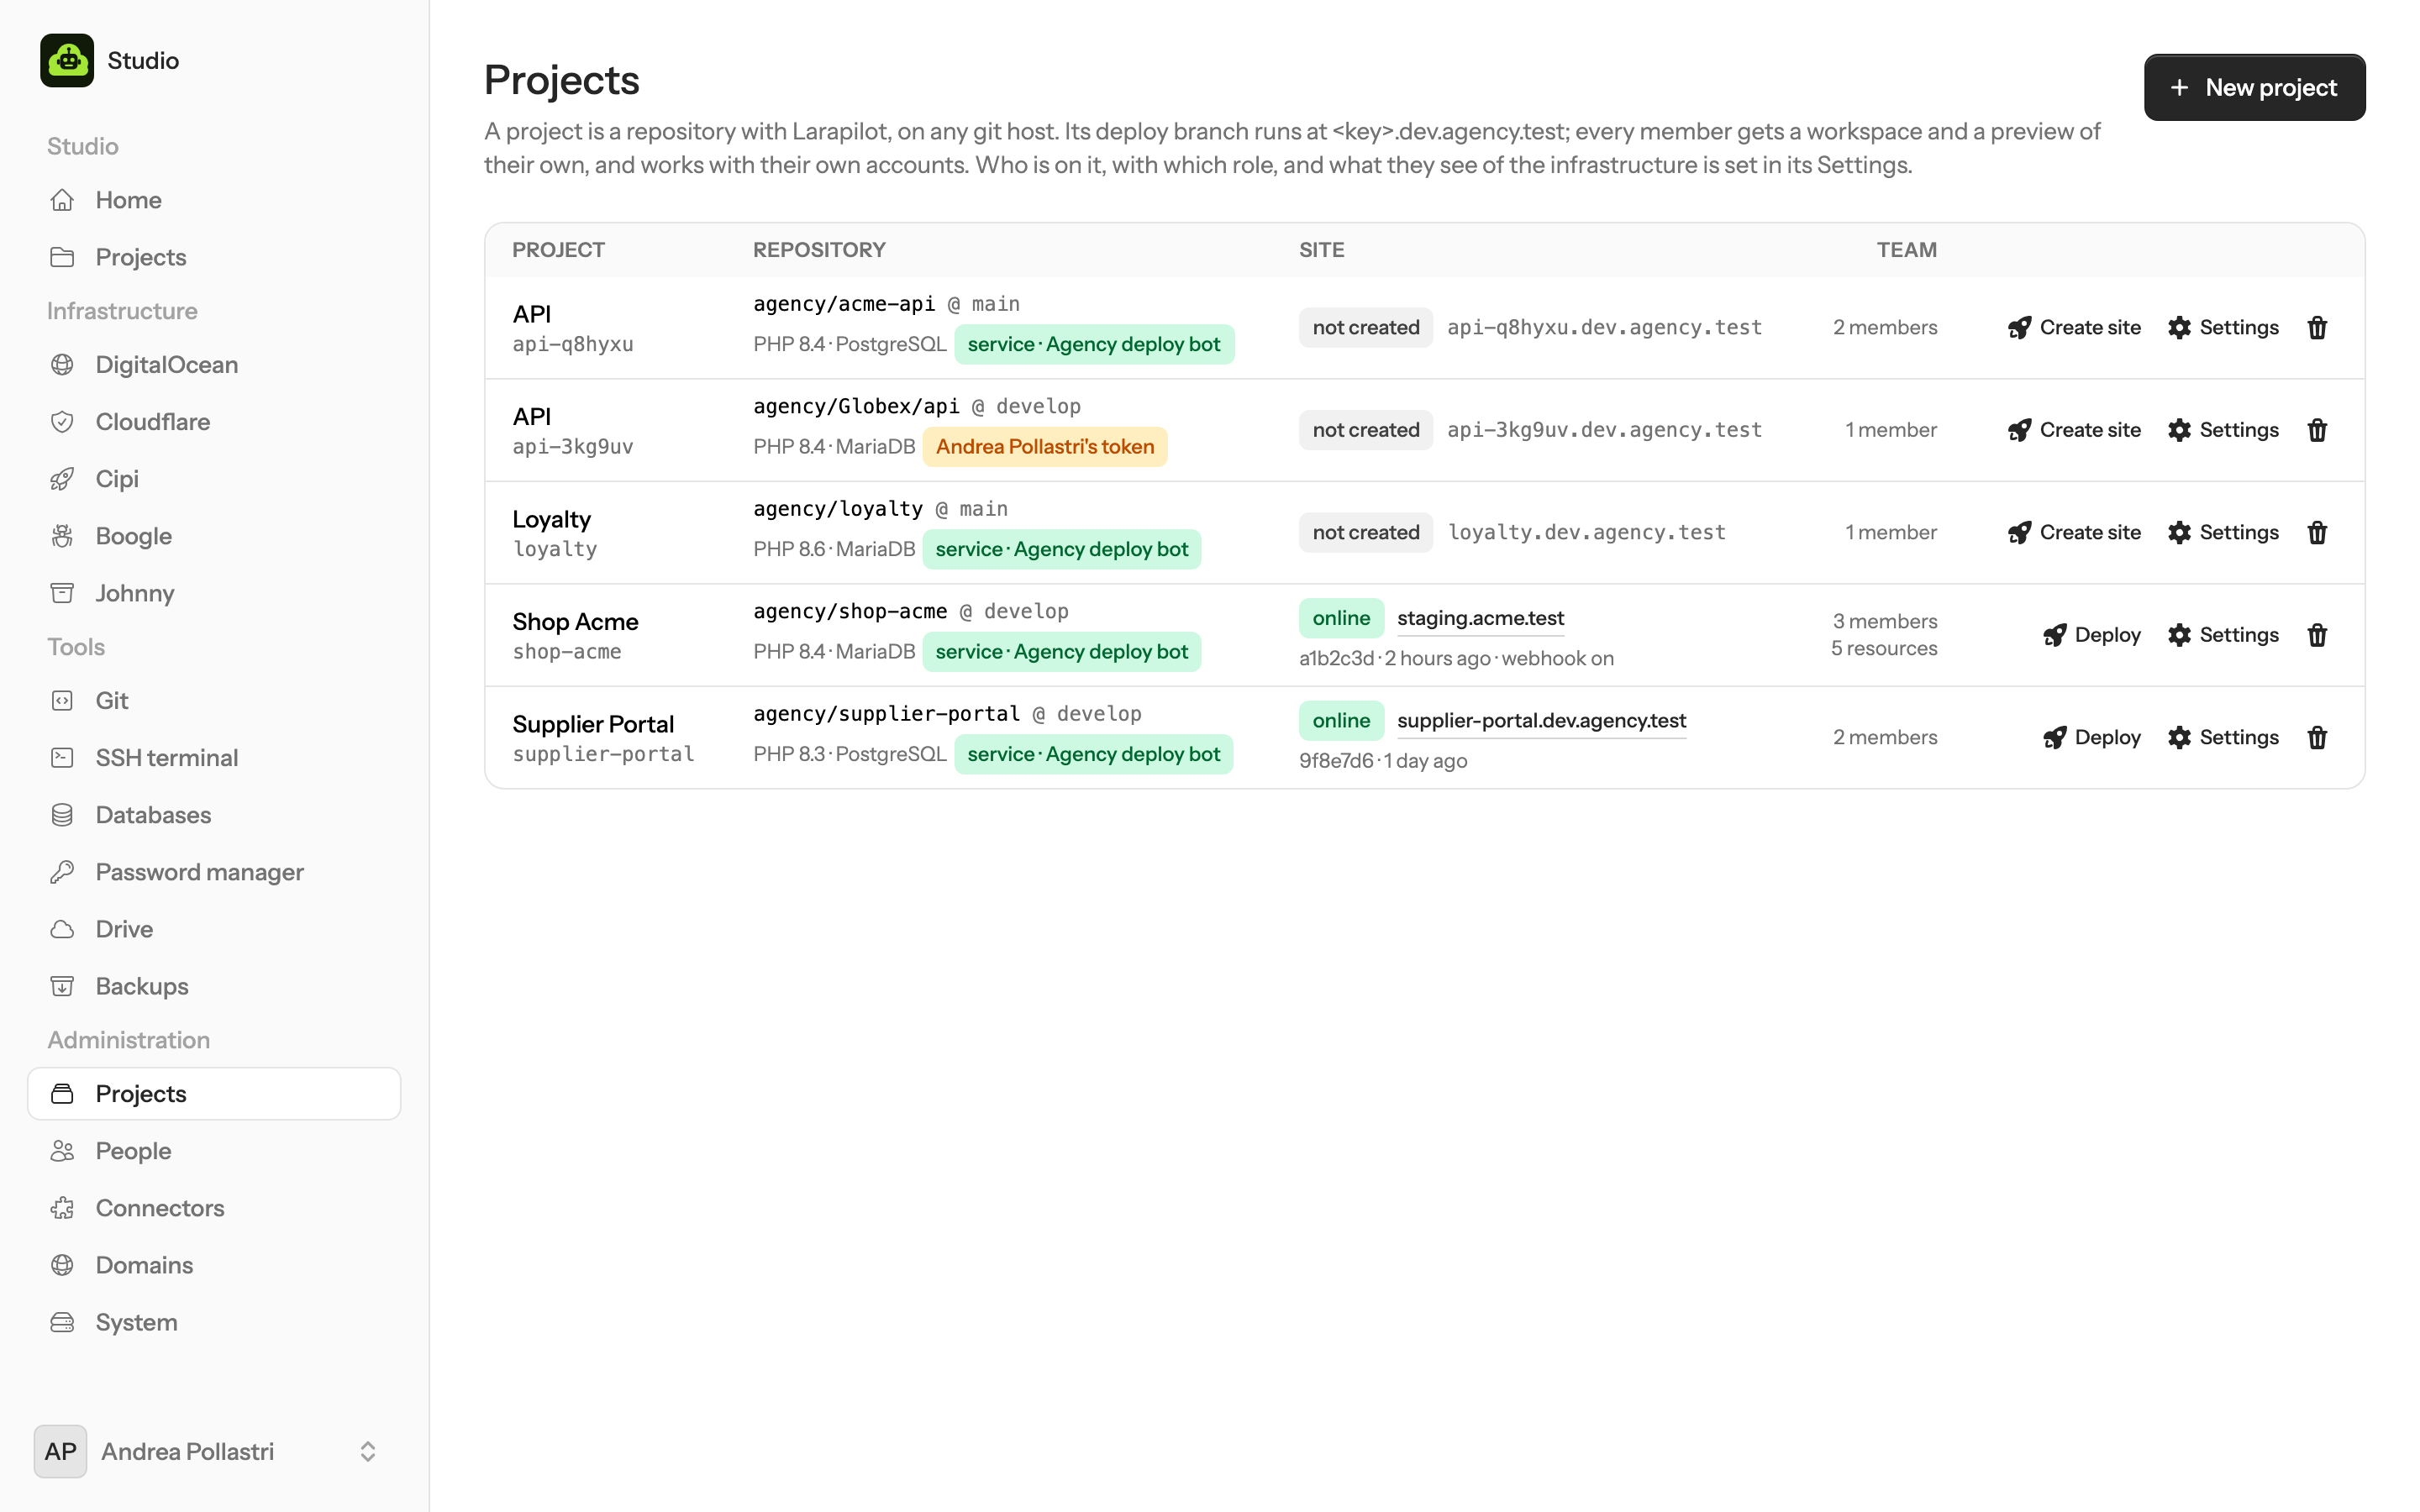 Studio
Studio
Home
Projects
Infrastructure
DigitalOcean
Cloudflare
Cipi
Boogle
Johnny
Tools
Git
SSH terminal
Databases
Password manager
Drive
Backups
Administration
Projects
People
Connectors
Domains
System
AP Andrea Pollastri
Projects
+ New project
A project is a repository with Larapilot, on any git host. Its deploy branch runs at <key>.dev.agency.test; every member gets a workspace and a preview of
their own, and works with their own accounts. Who is on it, with which role, and what they see of the infrastructure is set in its Settings.
PROJECT REPOSITORY SITE TEAM
API
api-q8hyxu
agency/acme-api @ main
PHP 8.4 · PostgreSQL service · Agency deploy bot
not created api-q8hyxu.dev.agency.test
2 members
Create site Settings
API
api-3kg9uv
agency/Globex/api @ develop
PHP 8.4 · MariaDB Andrea Pollastri's token
not created api-3kg9uv.dev.agency.test
1 member
Create site Settings
Loyalty
loyalty
agency/loyalty @ main
PHP 8.6 · MariaDB service · Agency deploy bot
not created loyalty.dev.agency.test
1 member
Create site Settings
Shop Acme
shop-acme
agency/shop-acme @ develop
PHP 8.4 · MariaDB service · Agency deploy bot
online staging.acme.test
a1b2c3d · 2 hours ago · webhook on
3 members
5 resources
Deploy Settings
Supplier Portal
supplier-portal
agency/supplier-portal @ develop
PHP 8.3 · PostgreSQL service · Agency deploy bot
online supplier-portal.dev.agency.test
9f8e7d6 · 1 day ago
2 members
Deploy Settings